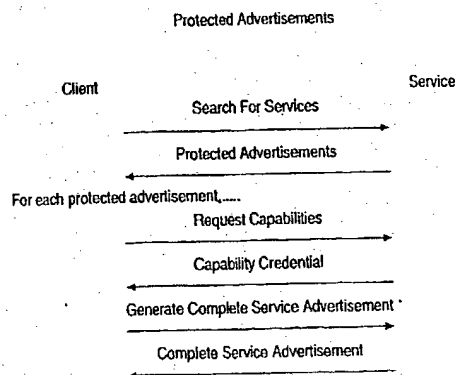 Protected Advertisements
Client
Service
Search For Services
Protected Advertisements
For each protected advertisement,.....
Request Capabilities
Capability Credential
Generate Complete Service Advertisement
Complete Service Advertisement